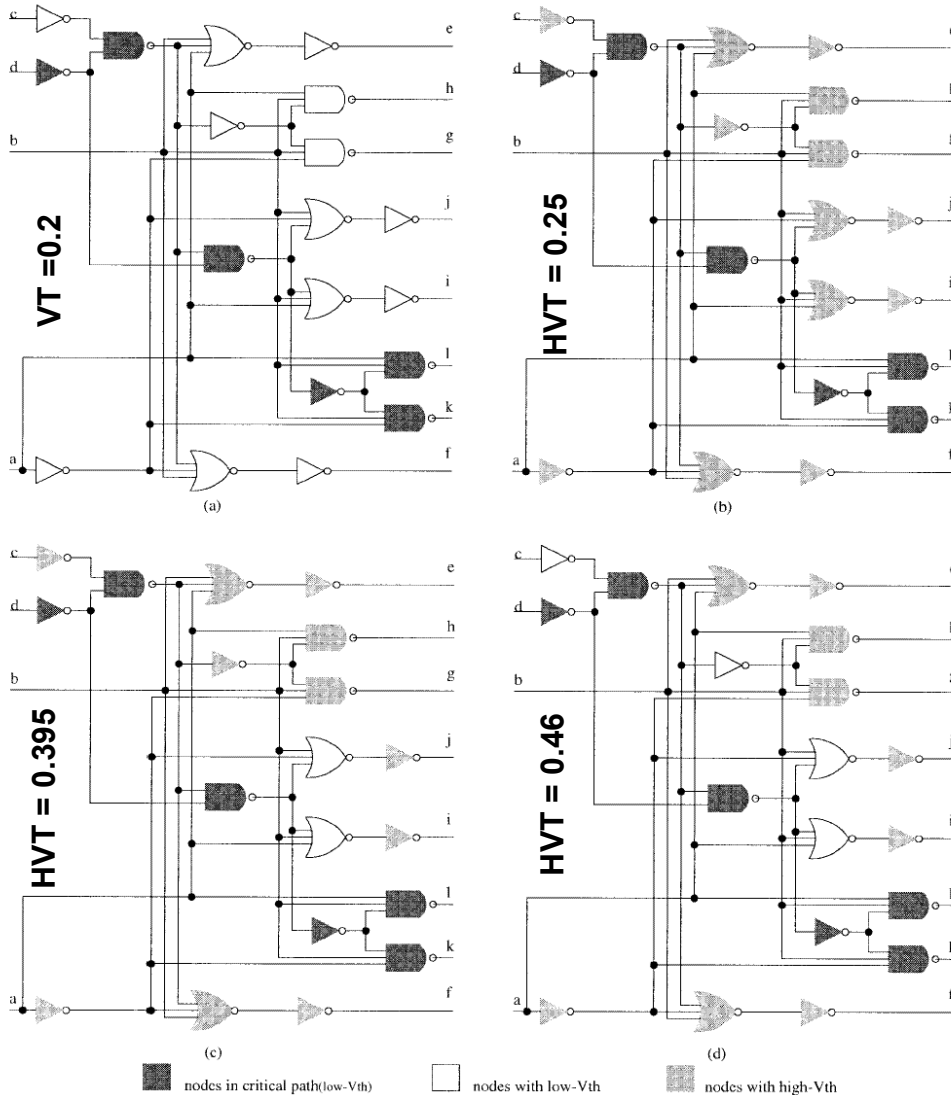 c
d
b
a
e
h
g
j
i
l
k
f
VT =0.2
(a)
c
d
b
a
HVT = 0.25
(b)
c
d
b
a
e
h
g
j
i
l
k
f
HVT = 0.395
(c)
c
d
b
a
HVT = 0.46
(d)
nodes in critical path(low-Vth)
nodes with low-Vth
nodes with high-Vth